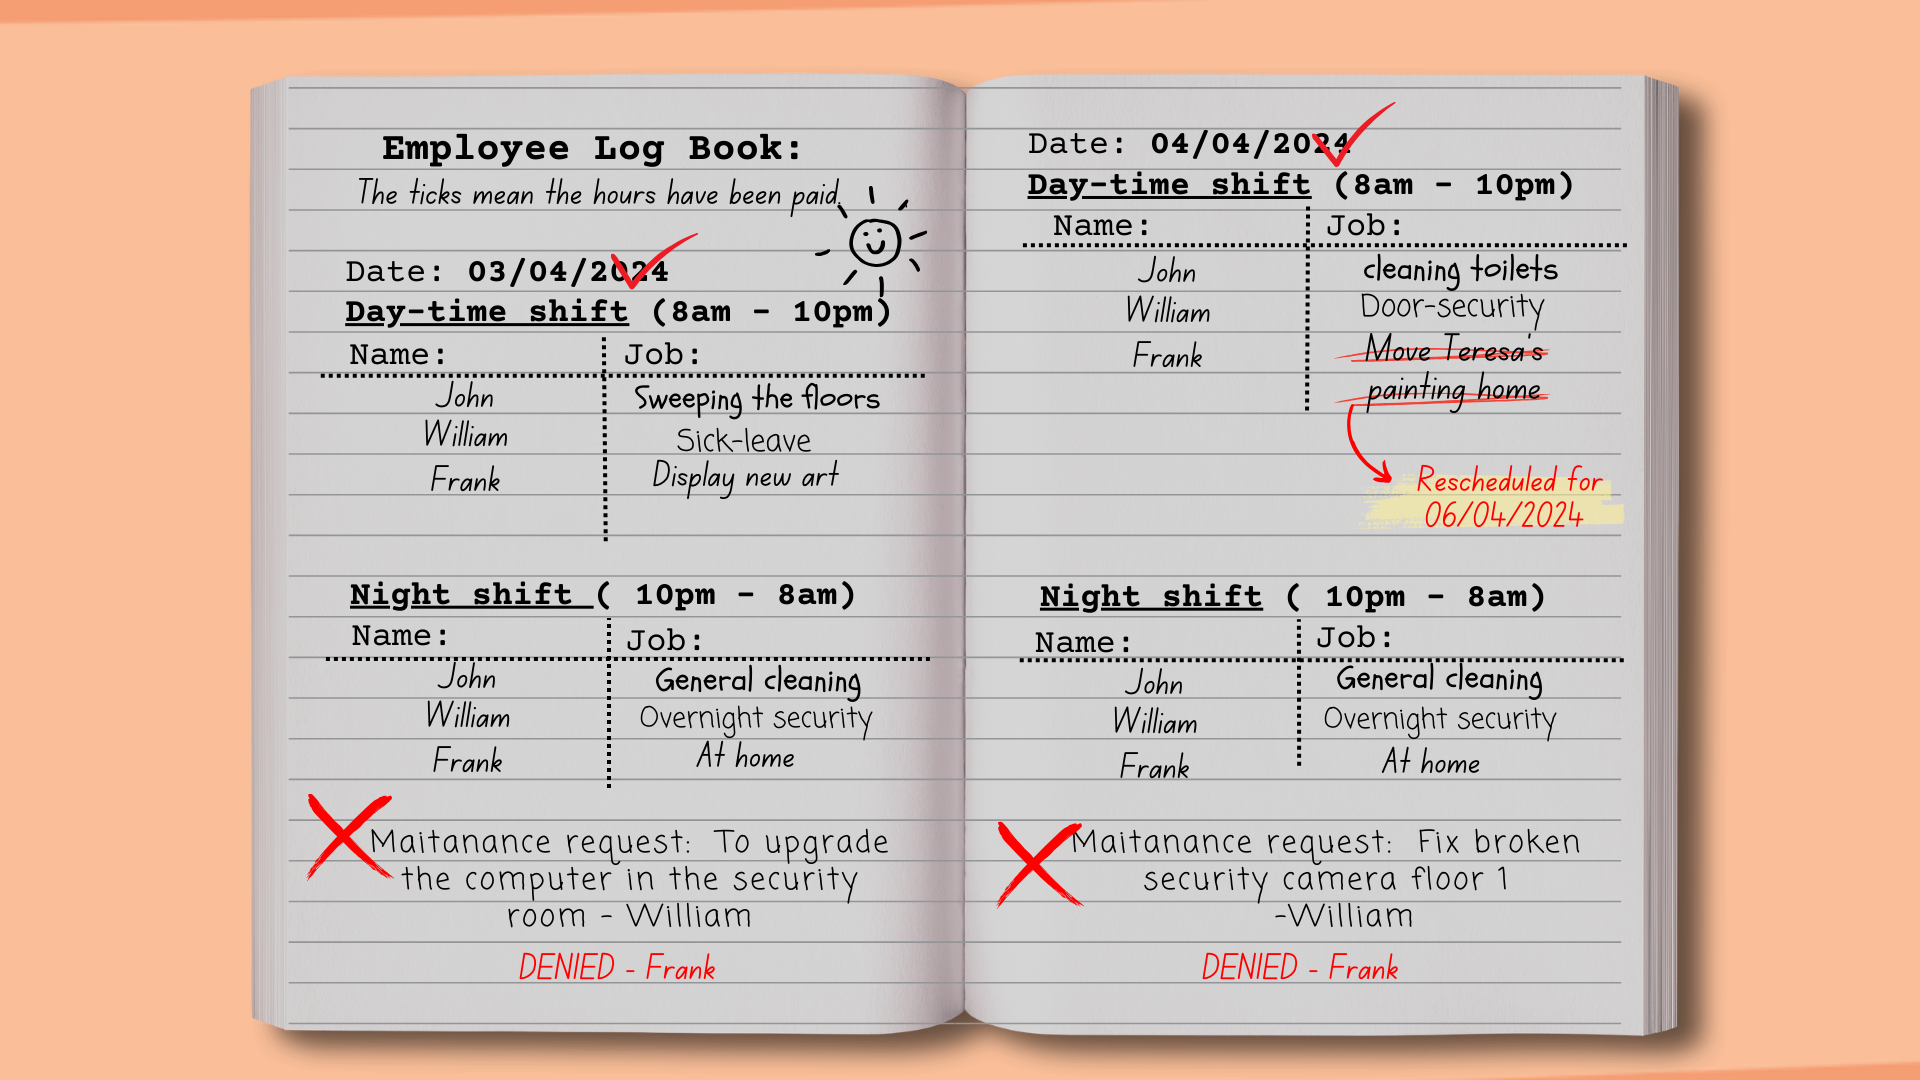 Employee Log Book:
The ticks mean the hours have been paid.
Date: 03/04/2024
Day-time shift (8am - 10pm)
Name: Job:
John Sweeping the floors
William Sick-leave
Frank Display new art
Night shift ( 10pm - 8am)
Name: Job:
John General cleaning
William Overnight security
Frank At home
Maitanance request: To upgrade
the computer in the security
room - William
DENIED - Frank
Date: 04/04/2024
Day-time shift (8am - 10pm)
Name: Job:
John cleaning toilets
William Door-security
Frank Move Teresa's
painting home
Rescheduled for
06/04/2024
Night shift ( 10pm - 8am)
Name: Job:
John General cleaning
William Overnight security
Frank At home
Maitanance request: Fix broken
security camera floor 1
-William
DENIED - Frank